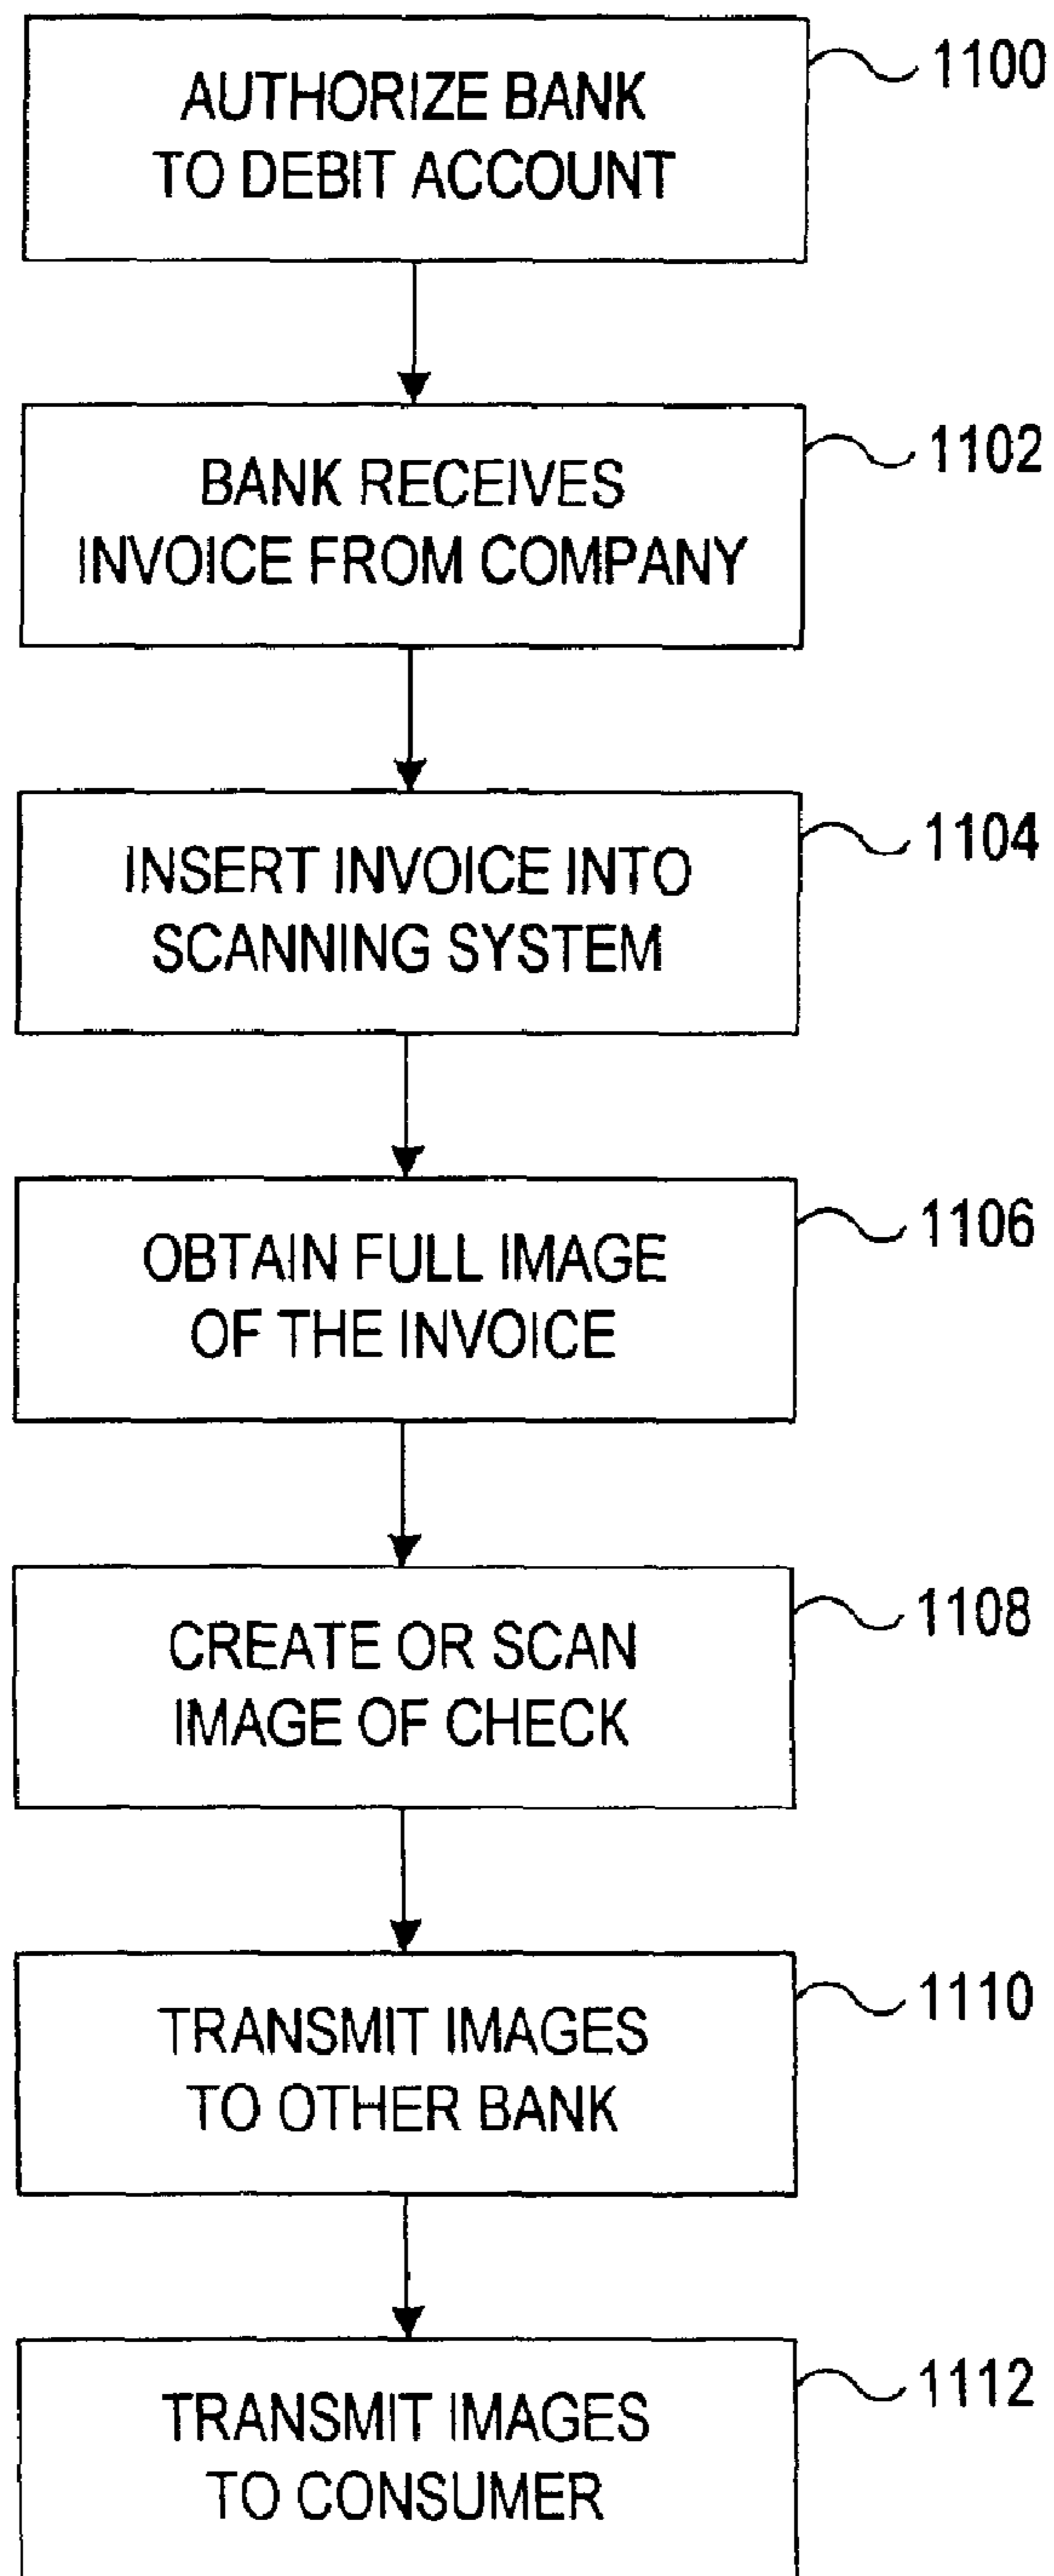 AUTHORIZE BANK
TO DEBIT ACCOUNT
1100
BANK RECEIVES
INVOICE FROM COMPANY
1102
INSERT INVOICE INTO
SCANNING SYSTEM
1104
OBTAIN FULL IMAGE
OF THE INVOICE
1106
CREATE OR SCAN
IMAGE OF CHECK
1108
TRANSMIT IMAGES
TO OTHER BANK
1110
TRANSMIT IMAGES
TO CONSUMER
1112